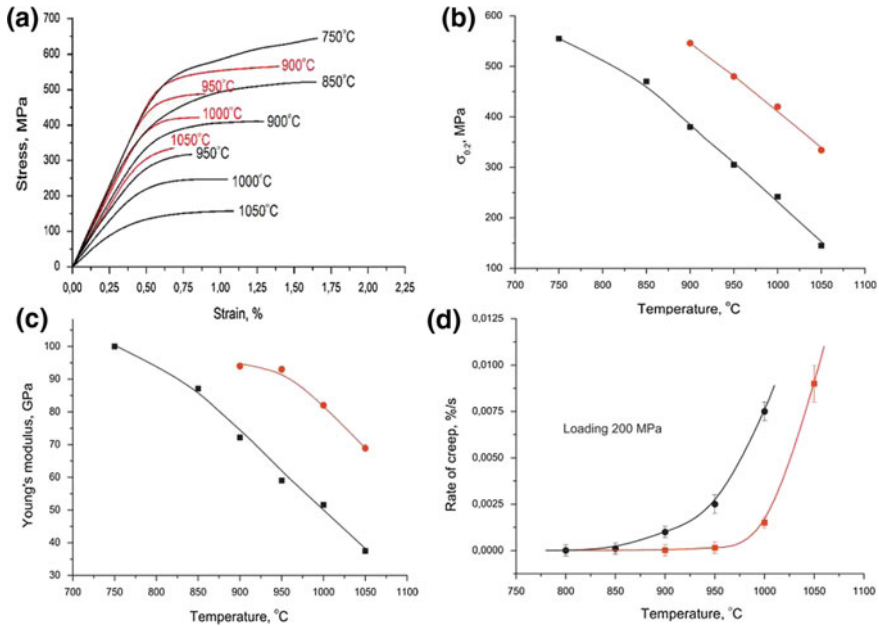 (a)
700
600
500
400
300
200
100
0
Stress, MPa
750°C
900°C
850°C
950°C
1000°C
900°C
1050°C
950°C
1000°C
1050°C
0,00 0,25 0,50 0,75 1,00 1,25 1,50 1,75 2,00 2,25
Strain, %
(b)
600
500
400
300
200
100
σ0.2, MPa
700 750 800 850 900 950 1000 1050 1100
Temperature, °C
(c)
100
90
80
70
60
50
40
30
Young's modulus, GPa
700 750 800 850 900 950 1000 1050 1100
Temperature, °C
(d)
0,0125
0,0100
0,0075
0,0025
0,0000
Rate of creep, %/s
Loading 200 MPa
750 800 850 900 950 1000 1050 1100
Temperature, °C